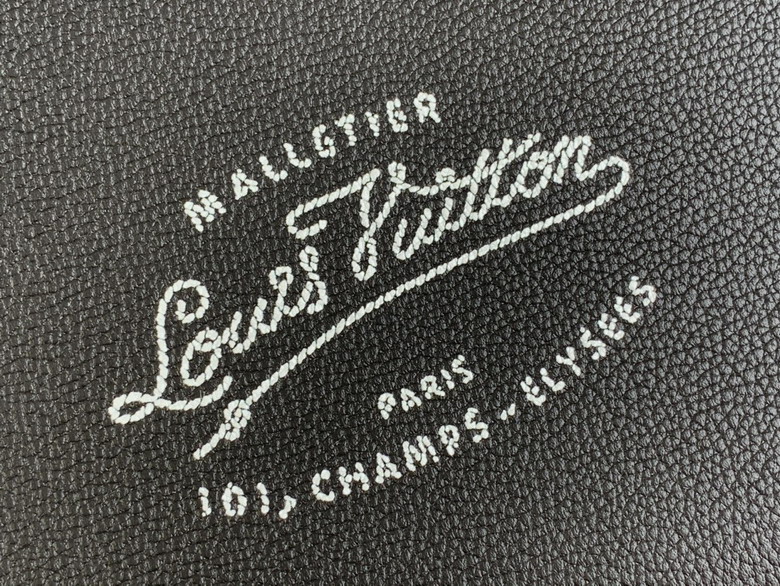 MALLETIER
Louis Vuitton
PARIS
101, CHAMPS-ELYSEES